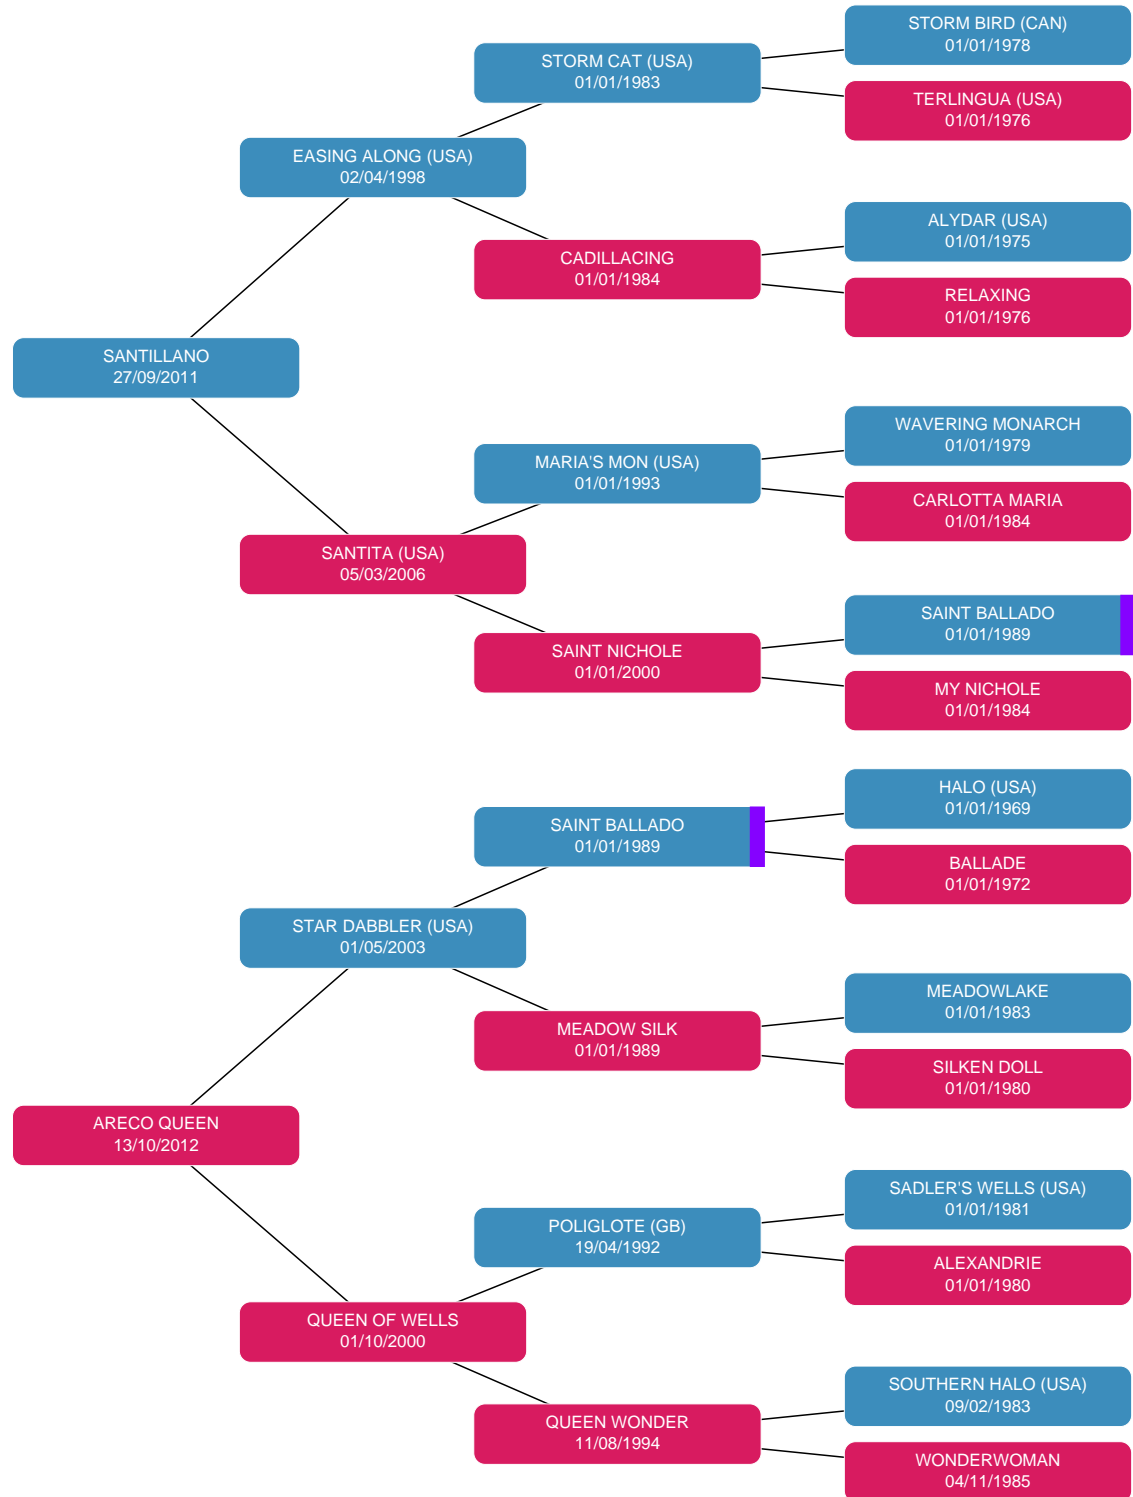 STORM BIRD (CAN)
01/01/1978
STORM CAT (USA)
01/01/1983
TERLINGUA (USA)
01/01/1976
EASING ALONG (USA)
02/04/1998
ALYDAR (USA)
01/01/1975
CADILLACING
01/01/1984
RELAXING
01/01/1976
SANTILLANO
27/09/2011
WAVERING MONARCH
01/01/1979
MARIA'S MON (USA)
01/01/1993
CARLOTTA MARIA
01/01/1984
SANTITA (USA)
05/03/2006
SAINT BALLADO
01/01/1989
SAINT NICHOLE
01/01/2000
MY NICHOLE
01/01/1984
HALO (USA)
01/01/1969
SAINT BALLADO
01/01/1989
BALLADE
01/01/1972
STAR DABBLER (USA)
01/05/2003
MEADOWLAKE
01/01/1983
MEADOW SILK
01/01/1989
SILKEN DOLL
01/01/1980
ARECO QUEEN
13/10/2012
SADLER'S WELLS (USA)
01/01/1981
POLIGLOTE (GB)
19/04/1992
ALEXANDRIE
01/01/1980
QUEEN OF WELLS
01/10/2000
SOUTHERN HALO (USA)
09/02/1983
QUEEN WONDER
11/08/1994
WONDERWOMAN
04/11/1985